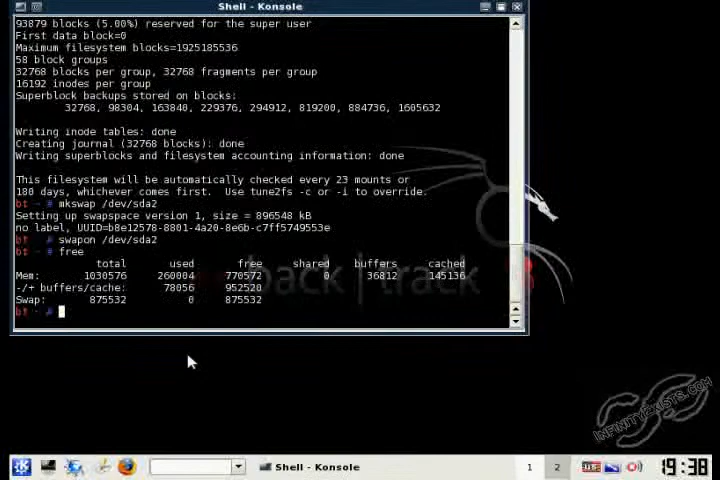 Shell - Konsole
93879 blocks (5.00%) reserved for the super user
First data block=0
Maximum filesystem blocks=1925185536
58 block groups
32768 blocks per group, 32768 fragments per group
16192 inodes per group
Superblock backups stored on blocks:
32768, 98304, 163840, 229376, 294912, 819200, 884736, 1605632
Writing inode tables: done
Creating journal (32768 blocks): done
Writing superblocks and filesystem accounting information: done
This filesystem will be automatically checked every 23 mounts or
180 days, whichever comes first.  Use tune2fs -c or -i to override.
bt ~ # mkswap /dev/sda2
Setting up swapspace version 1, size = 896548 kB
no label, UUID=b8e12578-8801-4a20-8e6b-c7ff5749553e
bt ~ # swapon /dev/sda2
bt ~ # free
total used free shared buffers cached
Mem: 1030576 260004 770572 0 36812 145136
-/+ buffers/cache: 78056 952520
Swap: 875532 0 875532
bt ~ #
back | track
INFINITYEXISTS.COM
Shell - Konsole
1 2
19:38